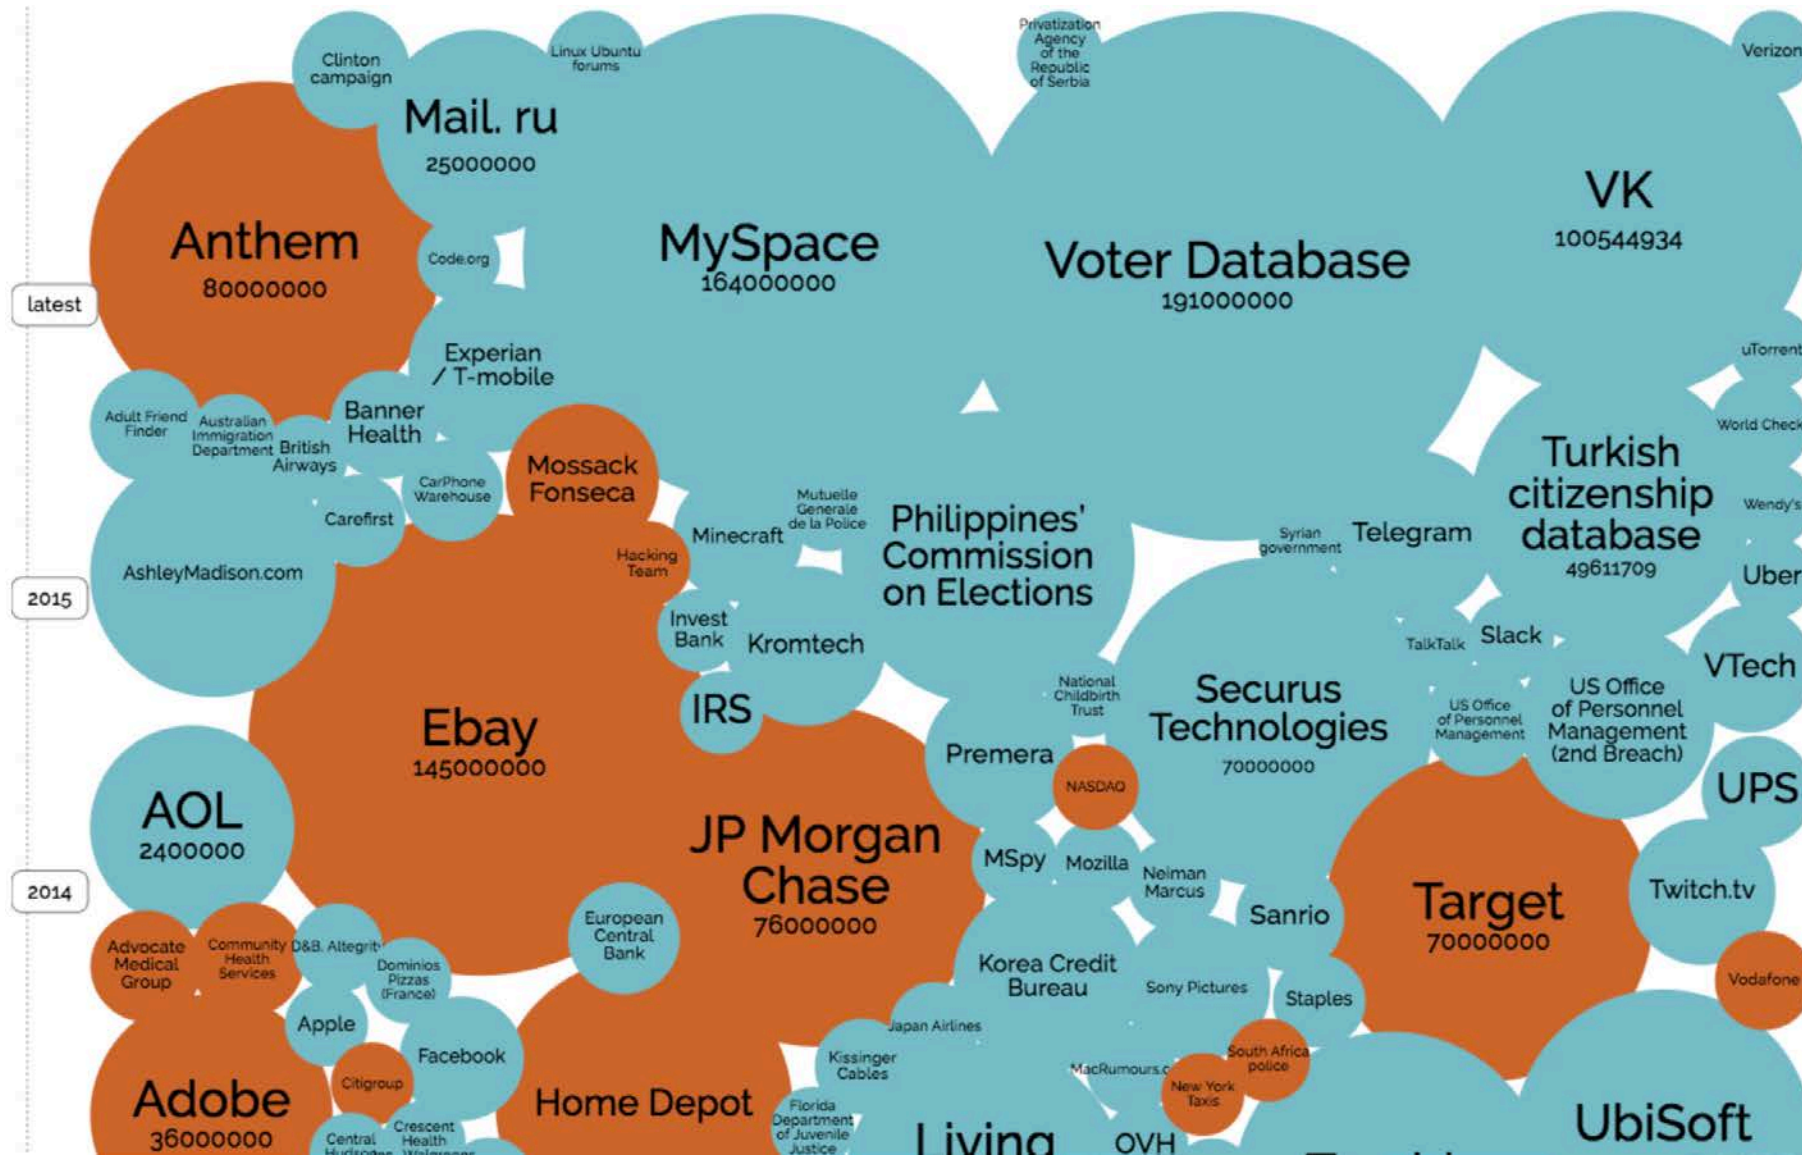 Clinton
campaign
Linux Ubuntu
forums
Privatization
Agency
of the
Republic
of Serbia
Verizon
Mail. ru
25000000
VK
100544934
Anthem
80000000
Code.org
MySpace
164000000
Voter Database
191000000
latest
Experian
/ T-mobile
uTorrent
Adult Friend
Finder
Australian
Immigration
Department
British
Airways
Banner
Health
World Check
Mossack
Fonseca
CarPhone
Warehouse
Carefirst
Mutuelle
Generale
de la Police
Minecraft
Philippines'
Commission
on Elections
Syrian
government
Telegram
Turkish
citizenship
database
49611709
Wendy's
Hacking
Team
AshleyMadison.com
Uber
2015
Invest
Bank
Kromtech
TalkTalk
Slack
VTech
National
Childbirth
Trust
IRS
Securus
Technologies
70000000
US Office
of Personnel
Management
US Office
of Personnel
Management
(2nd Breach)
Ebay
145000000
Premera
NASDAQ
UPS
AOL
2400000
JP Morgan
Chase
76000000
MSpy
Mozilla
Neiman
Marcus
2014
Target
70000000
Twitch.tv
European
Central
Bank
Sanrio
Advocate
Medical
Group
Community
Health
Services
D&B, Altegrity
Dominios
Pizzas
(France)
Korea Credit
Bureau
Sony Pictures
Staples
Vodafone
Apple
Japan Airlines
Facebook
Kissinger
Cables
South Africa
police
MacRumours.c
New York
Taxis
Citigroup
Adobe
36000000
Home Depot
Florida
Department
of Juvenile
Justice
UbiSoft
Crescent
Health
Central
Living
OVH